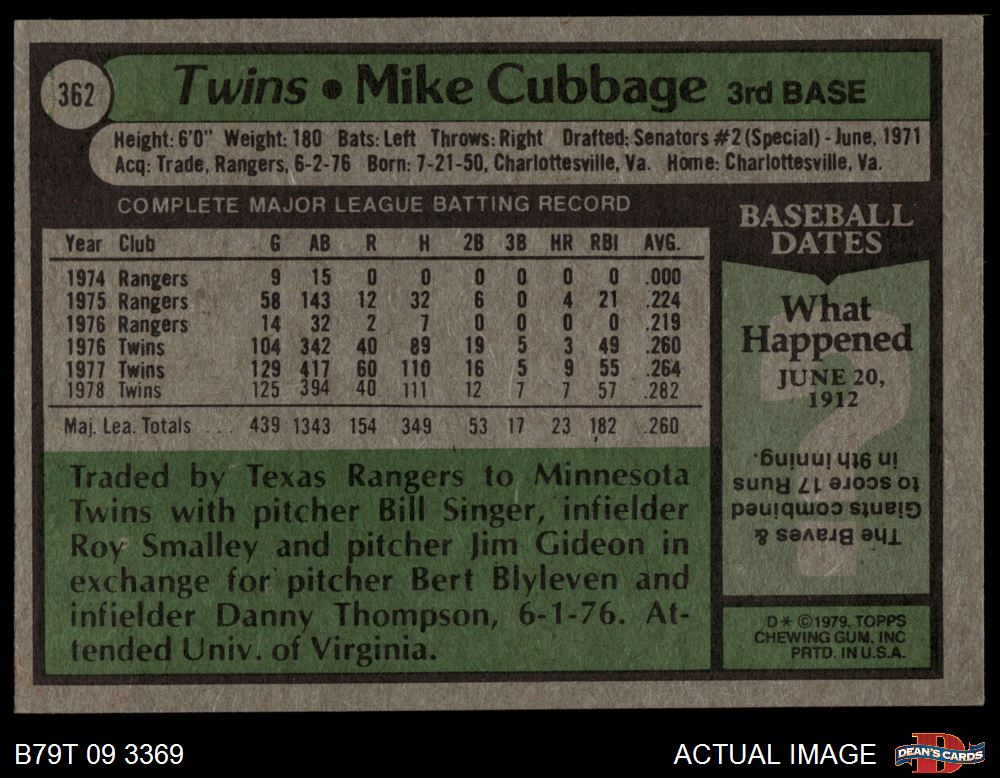 362
Twins • Mike Cubbage 3rd BASE
Height: 6'0" Weight: 180 Bats: Left Throws: Right Drafted: Senators #2 (Special) - June, 1971
Acq: Trade, Rangers, 6-2-76 Born: 7-21-50, Charlottesville, Va. Home: Charlottesville, Va.
COMPLETE MAJOR LEAGUE BATTING RECORD
Year Club G AB R H 2B 3B HR RBI AVG.
1974 Rangers 9 15 0 0 0 0 0 0 .000
1975 Rangers 58 143 12 32 6 0 4 21 .224
1976 Rangers 14 32 2 7 0 0 0 0 .219
1976 Twins 104 342 40 89 19 5 3 49 .260
1977 Twins 129 417 60 110 16 5 9 55 .264
1978 Twins 125 394 40 111 12 7 7 57 .282
Maj. Lea. Totals ... 439 1343 154 349 53 17 23 182 .260
Traded by Texas Rangers to Minnesota
Twins with pitcher Bill Singer, infielder
Roy Smalley and pitcher Jim Gideon in
exchange for pitcher Bert Blyleven and
infielder Danny Thompson, 6-1-76. At-
tended Univ. of Virginia.
BASEBALL
DATES
What
Happened
JUNE 20,
1912
The Braves &
Giants combined
to score 17 Runs
in 9th inning.
D* ©1979, TOPPS
CHEWING GUM, INC
PRTD. IN U.S.A.
B79T 09 3369
ACTUAL IMAGE
DEAN'S CARDS